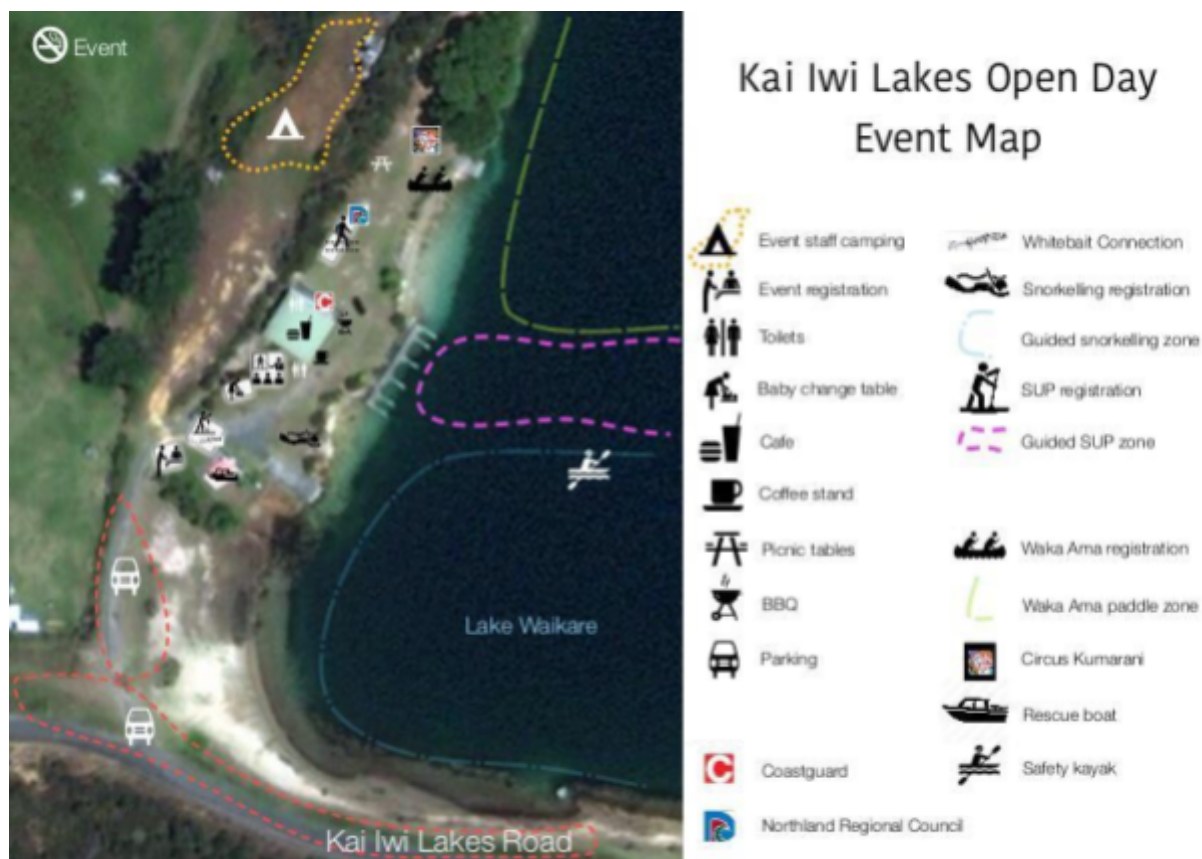 Event
Lake Waikare
Kai Iwi Lakes Road
Kai Iwi Lakes Open Day
Event Map
Event staff camping
Event registration
Toilets
Baby change table
Cafe
Coffee stand
Picnic tables
BBQ
Parking
Coastguard
Northland Regional Council
Whitebait Connection
Snorkelling registration
Guided snorkelling zone
SUP registration
Guided SUP zone
Waka Ama registration
Waka Ama paddle zone
Circus Kumarani
Rescue boat
Safety kayak